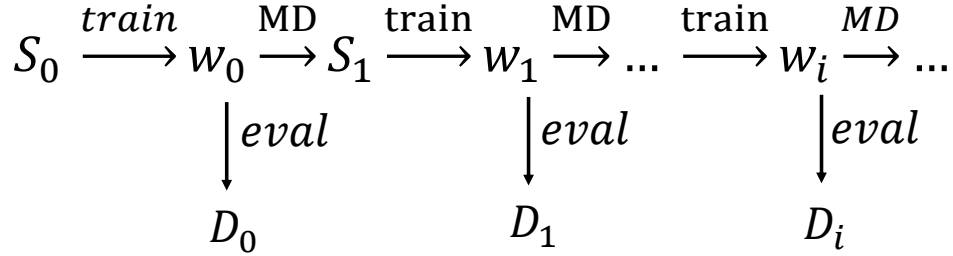 train MD train MD train MD
S₀ ⟶ w₀ ⟶ S₁ ⟶ w₁ ⟶ ... ⟶ wᵢ ⟶ ...
eval eval eval
D₀ D₁ Dᵢ